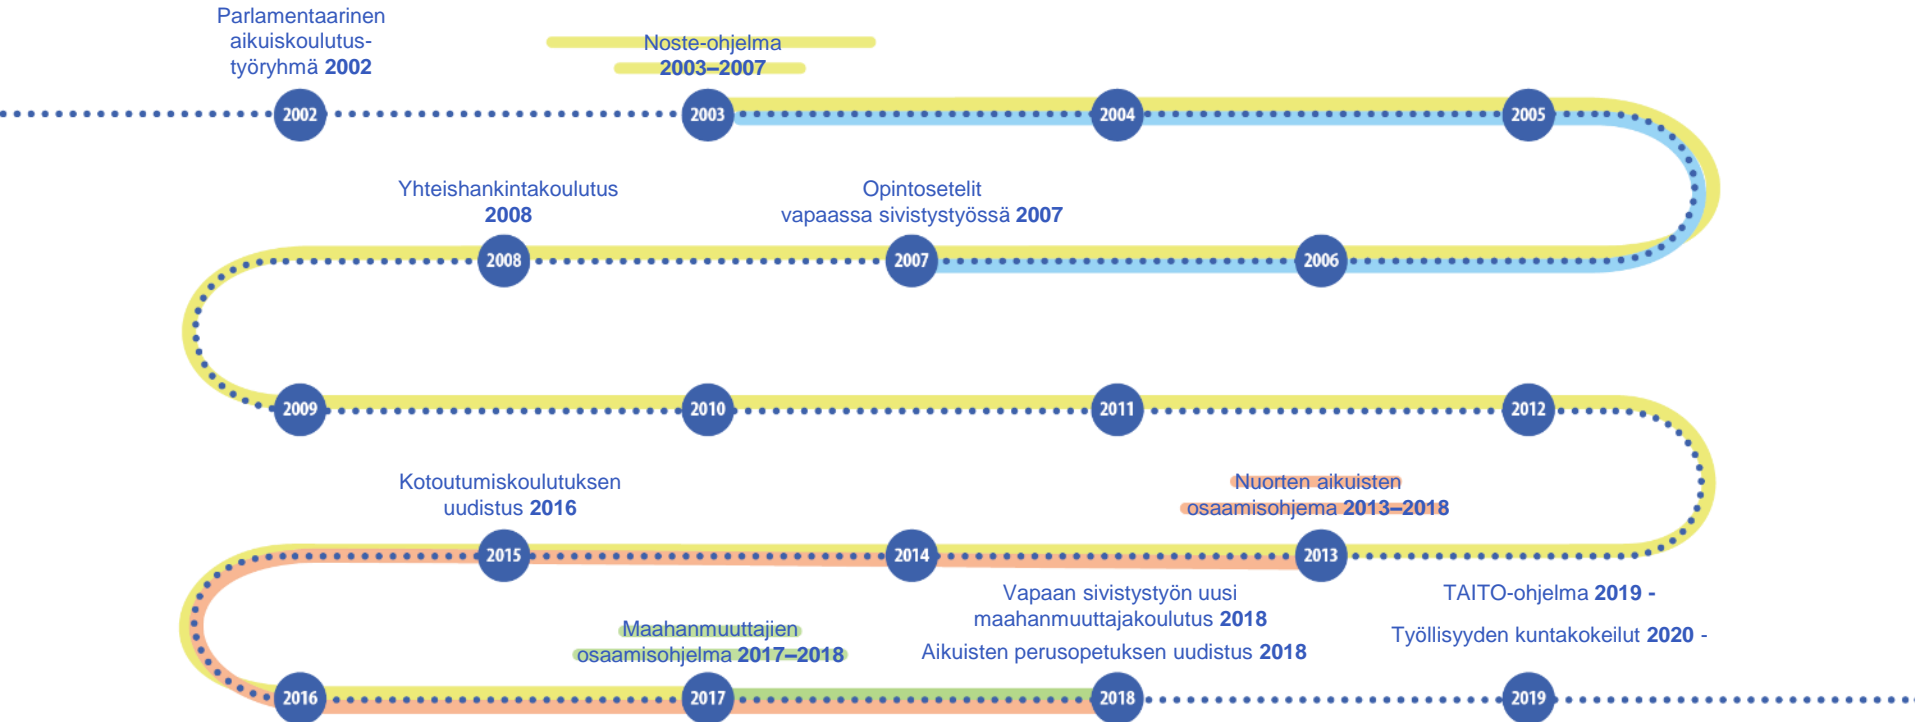 Parlamentaarinen
aikuiskoulutus-
työryhmä 2002
Noste-ohjelma
2003–2007
2002
2003
2004
2005
Yhteishankintakoulutus
2008
Opintosetelit
vapaassa sivistystyössä 2007
2008
2007
2006
2009
2010
2011
2012
Kotoutumiskoulutuksen
uudistus 2016
Nuorten aikuisten
osaamisohjema 2013–2018
2015
2014
2013
Maahanmuuttajien
osaamisohjelma 2017–2018
Vapaan sivistystyön uusi
maahanmuuttajakoulutus 2018
Aikuisten perusopetuksen uudistus 2018
TAITO-ohjelma 2019 -
Työllisyyden kuntakokeilut 2020 -
2016
2017
2018
2019